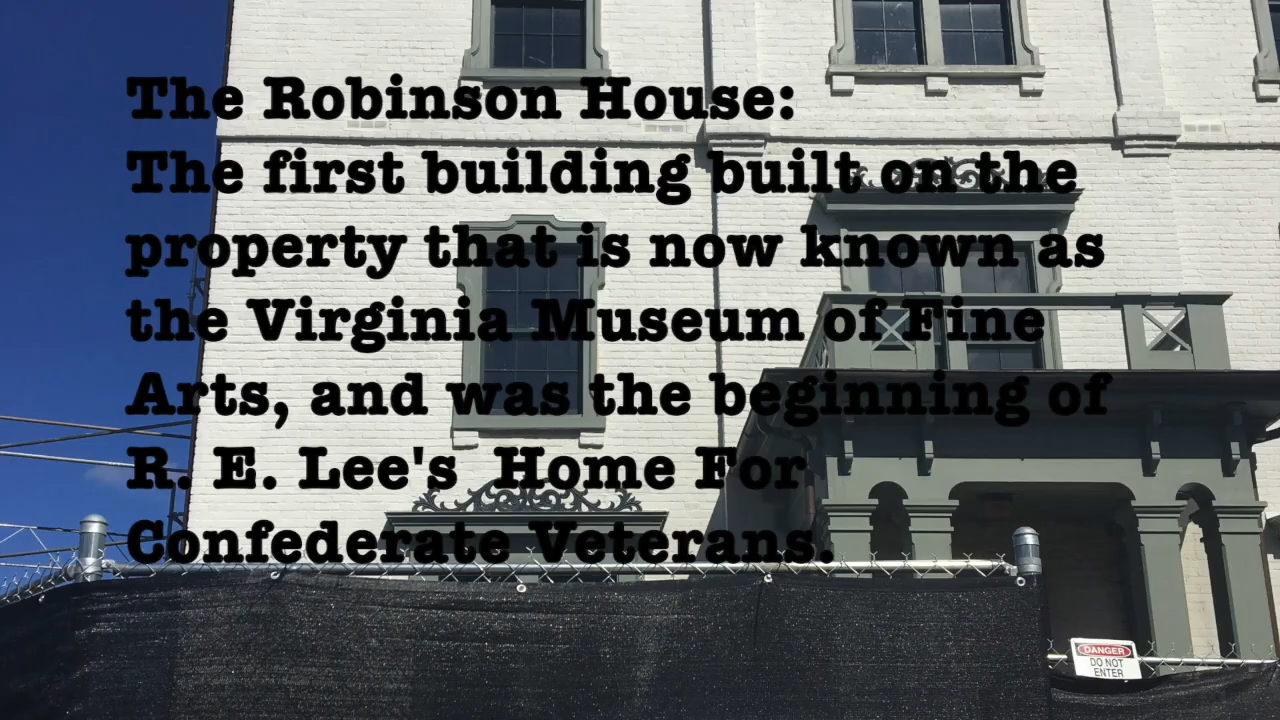 The Robinson House:
The first building built on the
property that is now known as
the Virginia Museum of Fine
Arts, and was the beginning of
R. E. Lee's  Home For
Confederate Veterans.
DANGER
DO NOT
ENTER